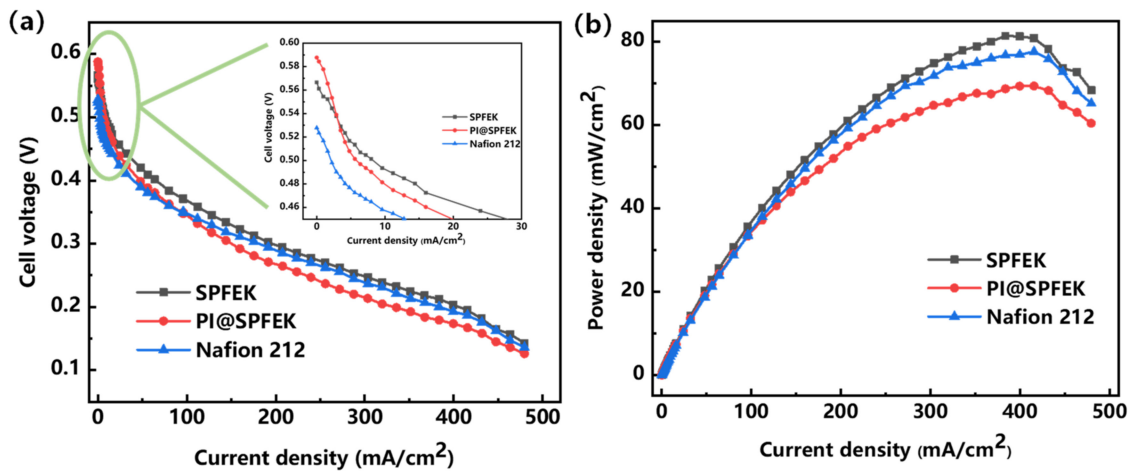 (a)
0.6
0.5
0.4
0.3
0.2
0.1
Cell voltage (V)
0
100
200
300
400
500
Current density (mA/cm²)
SPFEK
PI@SPFEK
Nafion 212
0.60
0.58
0.56
0.54
0.52
0.50
0.48
0.46
Cell voltage (V)
0
10
20
30
Current density (mA/cm²)
SPFEK
PI@SPFEK
Nafion 212
(b)
80
60
40
20
0
Power density (mW/cm²)
0
100
200
300
400
500
Current density (mA/cm²)
SPFEK
PI@SPFEK
Nafion 212